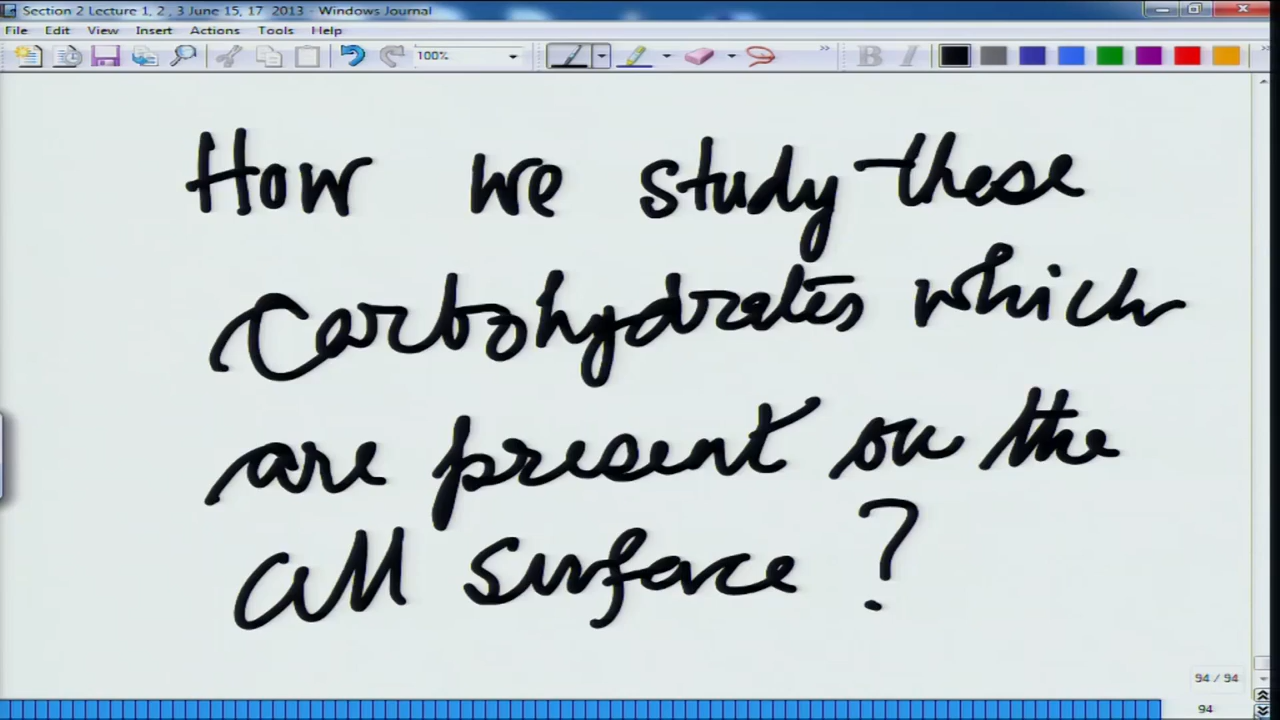 Section 2 Lecture 1, 2 , 3 June 15, 17 2013 - Windows Journal
File Edit View Insert Actions Tools Help
100%
B I
How we study these
Carbohydrates which
are present on the
cell surface ?
94 / 94
94